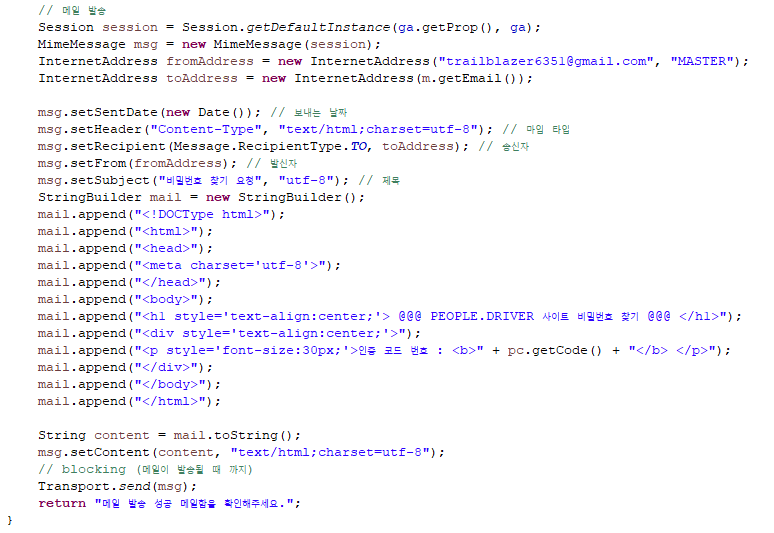 // 메일 발송
Session session = Session.getDefaultInstance(ga.getProp(), ga);
MimeMessage msg = new MimeMessage(session);
InternetAddress fromAddress = new InternetAddress("trailblazer6351@gmail.com", "MASTER");
InternetAddress toAddress = new InternetAddress(m.getEmail());
msg.setSentDate(new Date()); // 보내는 날짜
msg.setHeader("Content-Type", "text/html;charset=utf-8"); // 마임 타입
msg.setRecipient(Message.RecipientType.TO, toAddress); // 송신자
msg.setFrom(fromAddress); // 발신자
msg.setSubject("비밀번호 찾기 요청", "utf-8"); // 제목
StringBuilder mail = new StringBuilder();
mail.append("<!DOCType html>");
mail.append("<html>");
mail.append("<head>");
mail.append("<meta charset='utf-8'>");
mail.append("</head>");
mail.append("<body>");
mail.append("<h1 style='text-align:center;'> @@@ PEOPLE.DRIVER 사이트 비밀번호 찾기 @@@ </h1>");
mail.append("<div style='text-align:center;'>");
mail.append("<p style='font-size:30px;'>인증 코드 번호 : <b>" + pc.getCode() + "</b> </p>");
mail.append("</div>");
mail.append("</body>");
mail.append("</html>");
String content = mail.toString();
msg.setContent(content, "text/html;charset=utf-8");
// blocking (메일이 발송될 때 까지)
Transport.send(msg);
return "메일 발송 성공 메일함을 확인해주세요.";
}